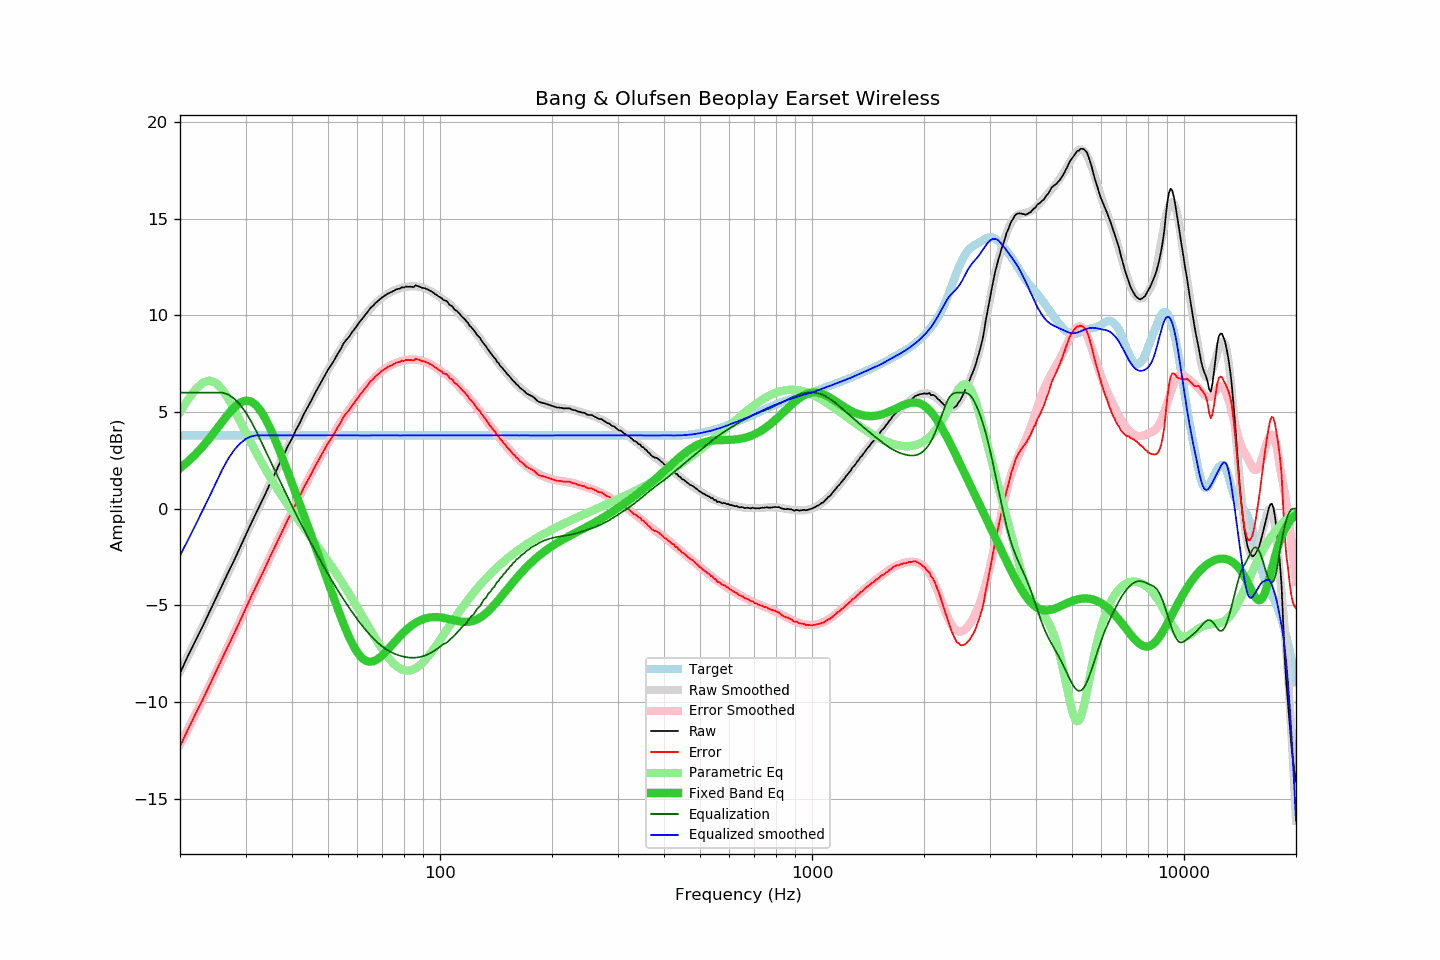 Bang & Olufsen Beoplay Earset Wireless
20
15
10
5
0
−5
−10
−15
Amplitude (dBr)
Target
Raw Smoothed
Error Smoothed
Raw
Error
Parametric Eq
Fixed Band Eq
Equalization
Equalized smoothed
100
1000
10000
Frequency (Hz)